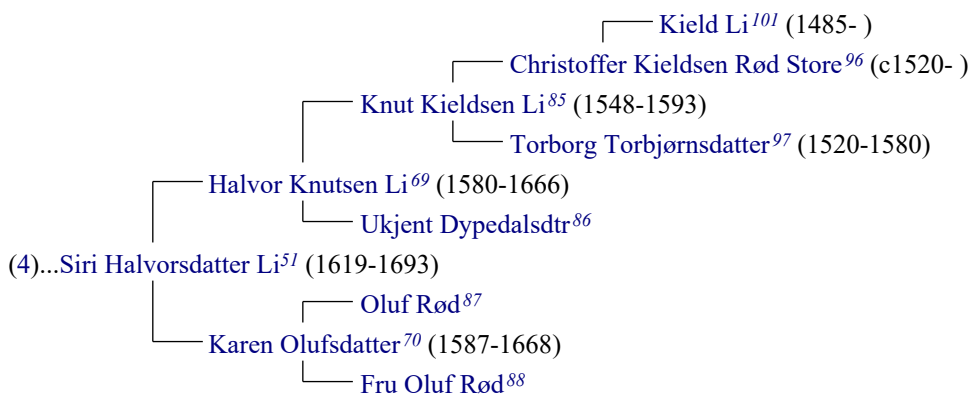 Kield Li101 (1485- )
Christoffer Kieldsen Rød Store96 (c1520- )
Knut Kieldsen Li85 (1548-1593)
Torborg Torbjørnsdatter97 (1520-1580)
Halvor Knutsen Li69 (1580-1666)
Ukjent Dypedalsdtr86
(4)...Siri Halvorsdatter Li51 (1619-1693)
Oluf Rød87
Karen Olufsdatter70 (1587-1668)
Fru Oluf Rød88